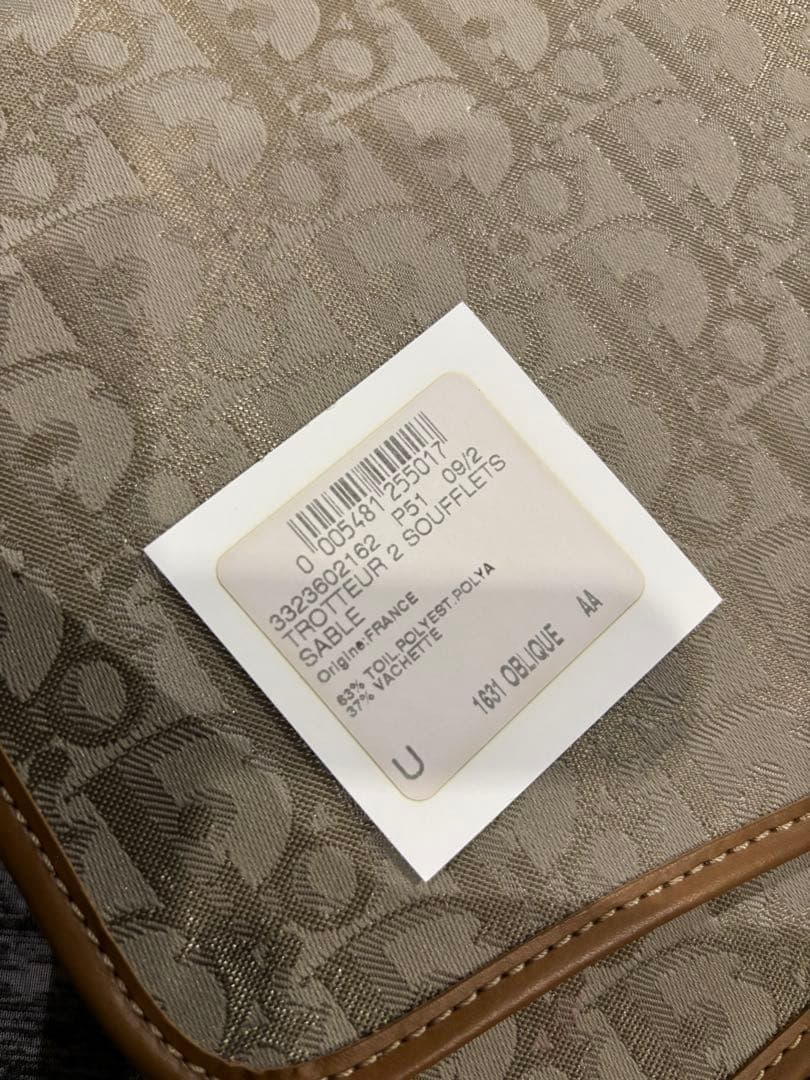 0 005481 255017
3323602162 P51 09/2
TROTTEUR 2 SOUFFLETS
SABLE
Origine:FRANCE
63% TOIL.POLYEST.POLYA
37% VACHETTE
1631 OBLIQUE AA
U